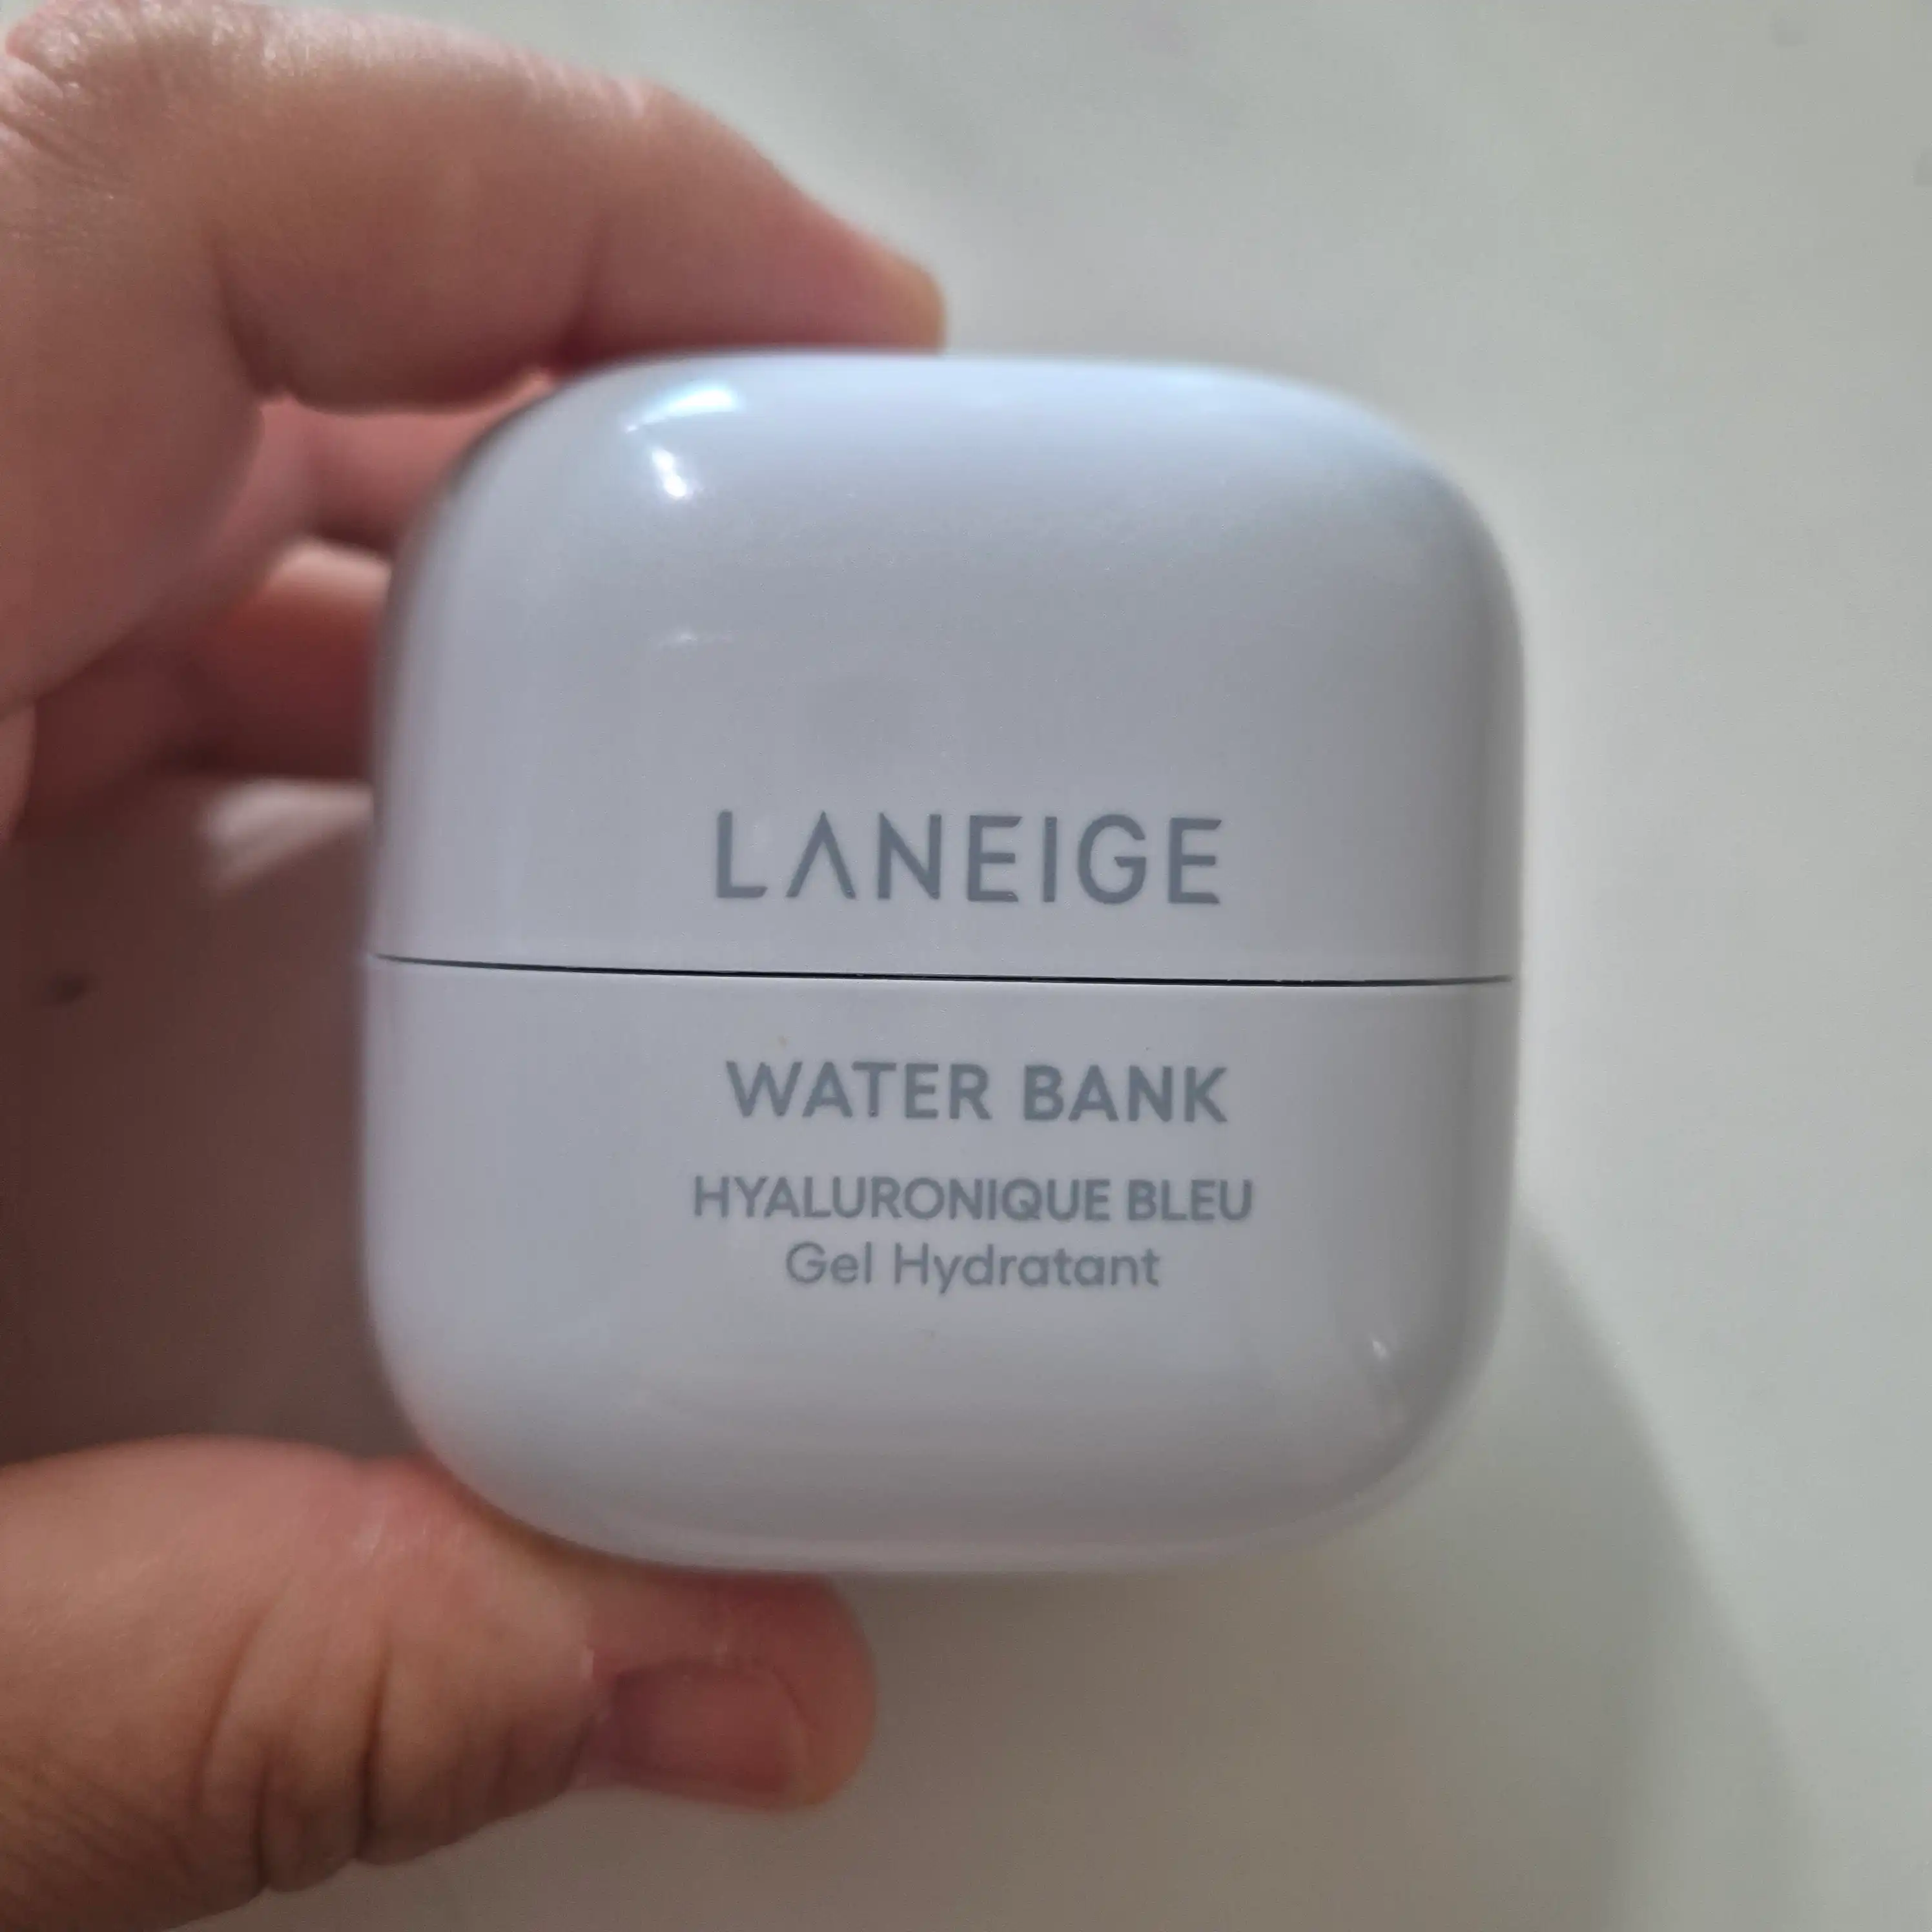 LANEIGE
WATER BANK
HYALURONIQUE BLEU
Gel Hydratant